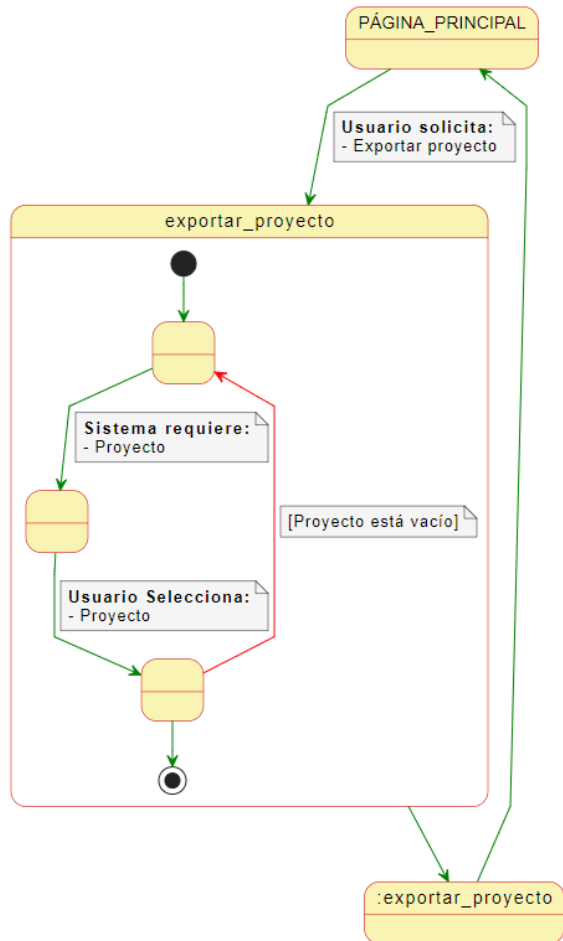 PÁGINA_PRINCIPAL
Usuario solicita:
- Exportar proyecto
exportar_proyecto
Sistema requiere:
- Proyecto
[Proyecto está vacío]
Usuario Selecciona:
- Proyecto
:exportar_proyecto